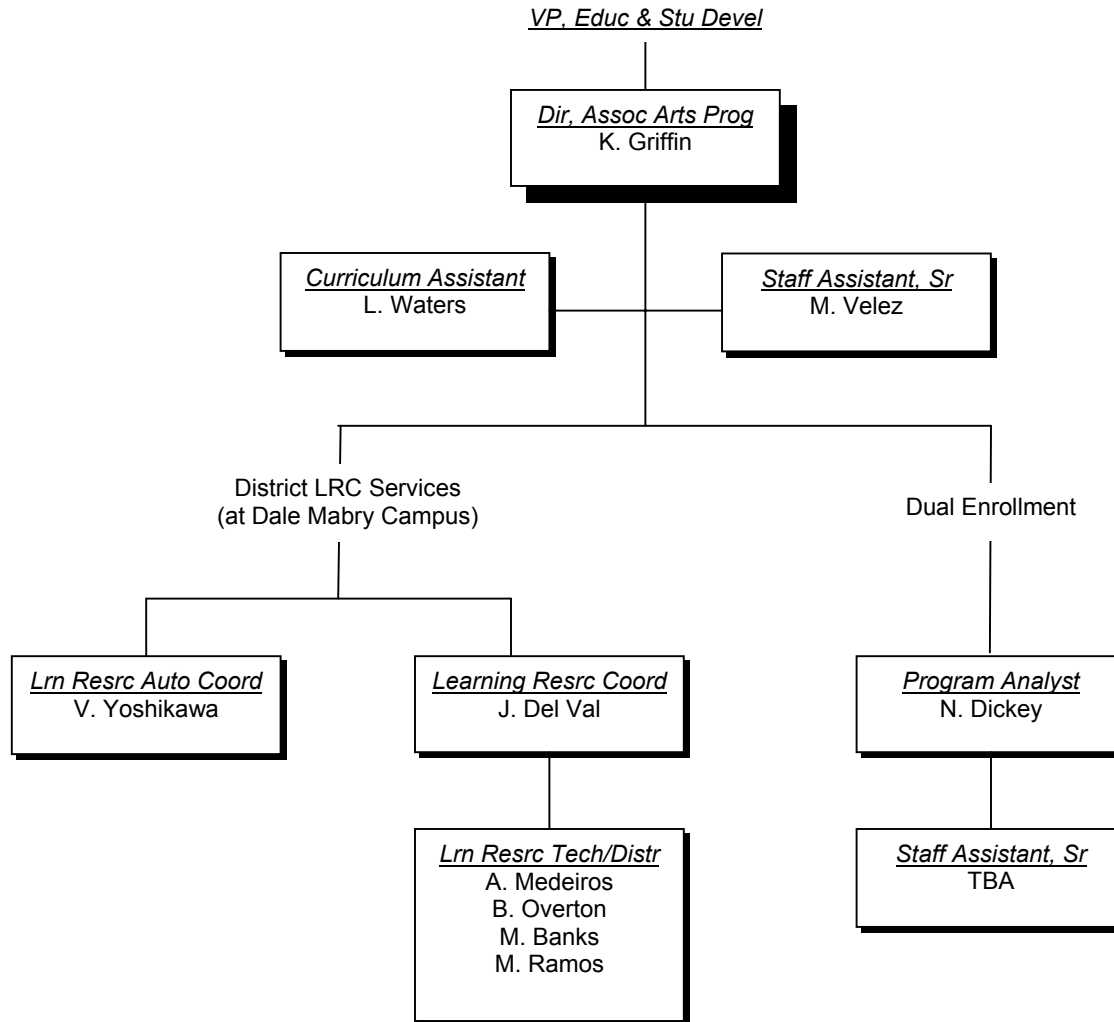 VP, Educ & Stu Devel
Dir, Assoc Arts Prog
K. Griffin
Curriculum Assistant
L. Waters
Staff Assistant, Sr
M. Velez
District LRC Services
(at Dale Mabry Campus)
Dual Enrollment
Lrn Resrc Auto Coord
V. Yoshikawa
Learning Resrc Coord
J. Del Val
Program Analyst
N. Dickey
Lrn Resrc Tech/Distr
A. Medeiros
B. Overton
M. Banks
M. Ramos
Staff Assistant, Sr
TBA